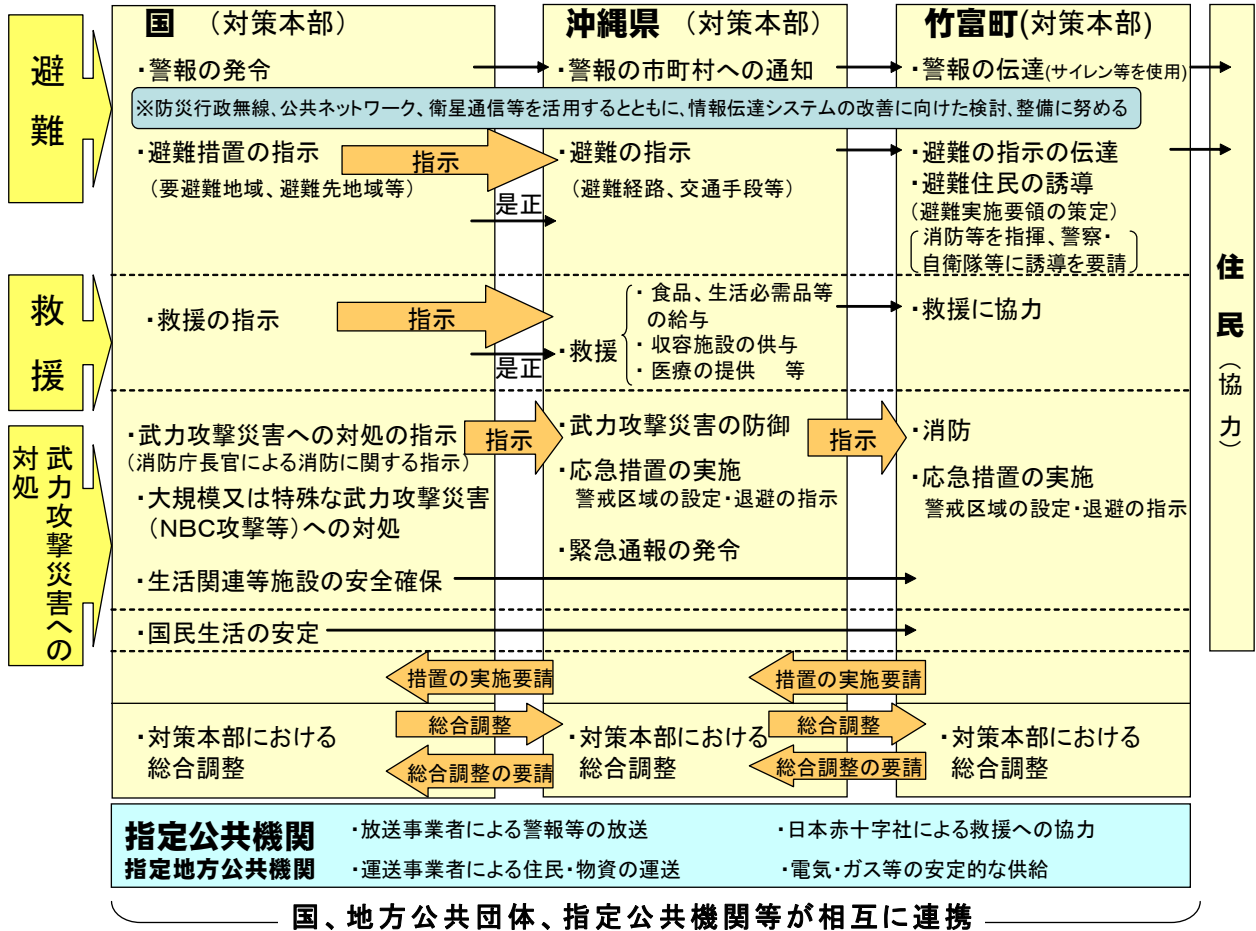 国 (対策本部)
沖縄県 (対策本部)
竹富町(対策本部)
避難
・警報の発令
・警報の市町村への通知
・警報の伝達(サイレン等を使用)
※防災行政無線、公共ネットワーク、衛星通信等を活用するとともに、情報伝達システムの改善に向けた検討、整備に努める
・避難措置の指示
(要避難地域、避難先地域等)
指示
是正
・避難の指示
(避難経路、交通手段等)
・避難の指示の伝達
・避難住民の誘導
(避難実施要領の策定)
消防等を指揮、警察・
自衛隊等に誘導を要請
救援
・救援の指示
指示
是正
・救援
・食品、生活必需品等
の給与
・収容施設の供与
・医療の提供 等
・救援に協力
住民(協力)
武力攻撃災害への
対処
・武力攻撃災害への対処の指示
(消防庁長官による消防に関する指示)
・大規模又は特殊な武力攻撃災害
(NBC攻撃等)への対処
・生活関連等施設の安全確保
指示
・武力攻撃災害の防御
・応急措置の実施
警戒区域の設定・退避の指示
・緊急通報の発令
指示
・消防
・応急措置の実施
警戒区域の設定・退避の指示
・国民生活の安定
措置の実施要請
措置の実施要請
・対策本部における
総合調整
総合調整
総合調整の要請
・対策本部における
総合調整
総合調整
総合調整の要請
・対策本部における
総合調整
指定公共機関
指定地方公共機関
・放送事業者による警報等の放送
・日本赤十字社による救援への協力
・運送事業者による住民・物資の運送
・電気・ガス等の安定的な供給
国、地方公共団体、指定公共機関等が相互に連携